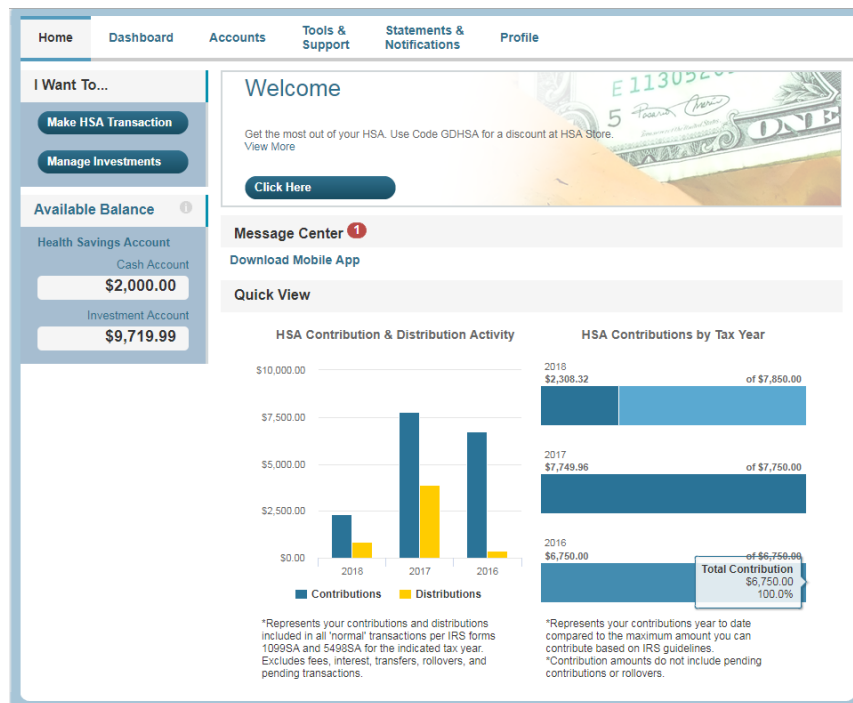 Home
Dashboard
Accounts
Tools &
Support
Statements &
Notifications
Profile
I Want To...
Make HSA Transaction
Manage Investments
Available Balance
i
Health Savings Account
Cash Account
$2,000.00
Investment Account
$9,719.99
Welcome
Get the most out of your HSA. Use Code GDHSA for a discount at HSA Store.
View More
Click Here
5
ONE
Message Center 1
Download Mobile App
Quick View
HSA Contribution & Distribution Activity
$10,000.00
$7,500.00
$5,000.00
$2,500.00
$0.00
2018 2017 2016
Contributions Distributions
*Represents your contributions and distributions
included in all 'normal' transactions per IRS forms
1099SA and 5498SA for the indicated tax year.
Excludes fees, interest, transfers, rollovers, and
pending transactions.
HSA Contributions by Tax Year
2018
$2,308.32 of $7,850.00
2017
$7,749.96 of $7,750.00
2016
$6,750.00 of $6,750.00
Total Contribution
$6,750.00
100.0%
*Represents your contributions year to date
compared to the maximum amount you can
contribute based on IRS guidelines.
*Contribution amounts do not include pending
contributions or rollovers.